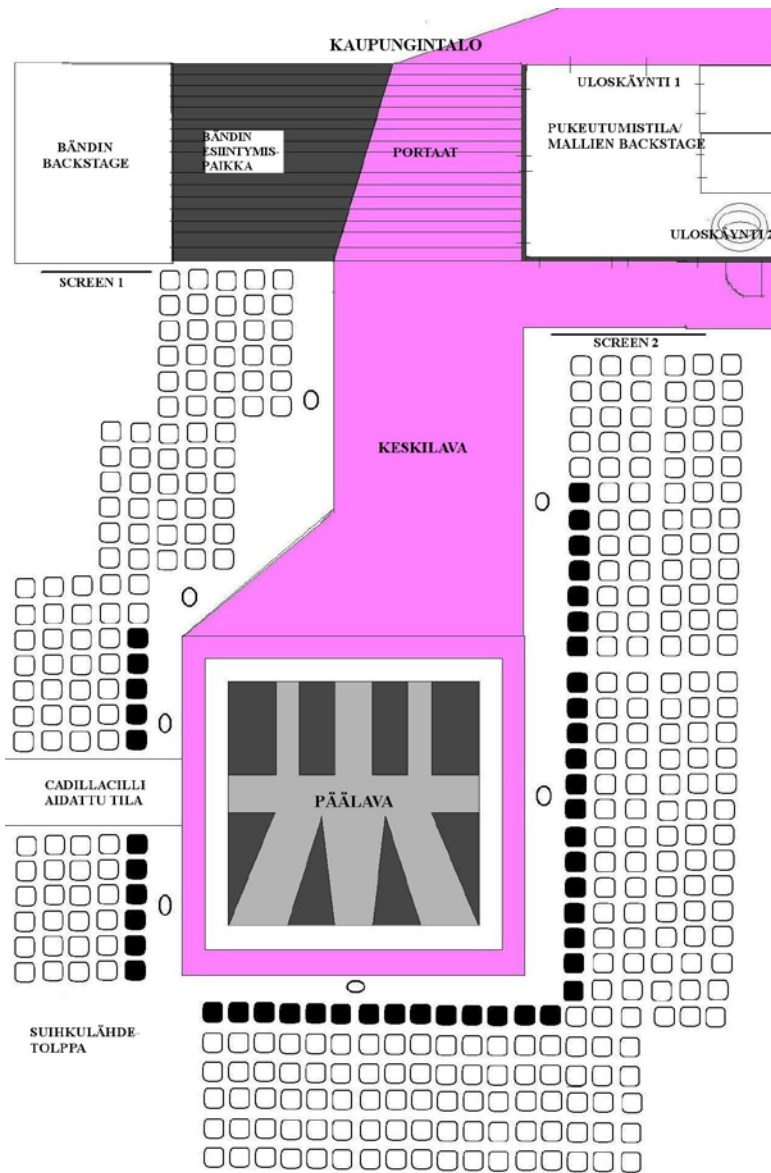 KAUPUNGINTALO
ULOSKÄYNTI 1
BÄNDIN
BACKSTAGE
BÄNDIN
ESIINTYMIS-
PAIKKA
PORTAAT
PUKEUTUMISTILA/
MALLIEN BACKSTAGE
ULOSKÄYNTI 2
SCREEN 1
SCREEN 2
KESKILAVA
CADILLACILLI
AIDATTU TILA
PÄÄLAVA
SUIHKULÄHDE-
TOLPPA